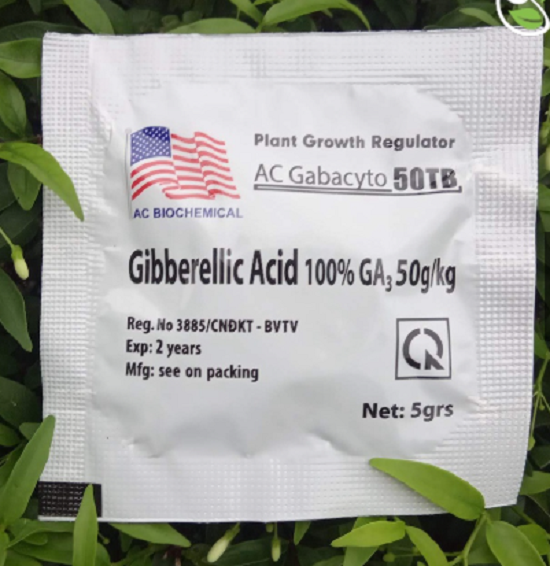 Plant Growth Regulator
AC Gabacyto 50TB.
AC BIOCHEMICAL
Gibberellic Acid 100% GA₃ 50g/kg
Reg. No 3885/CNĐKT - BVTV
Exp: 2 years
Mfg: see on packing
Net: 5grs